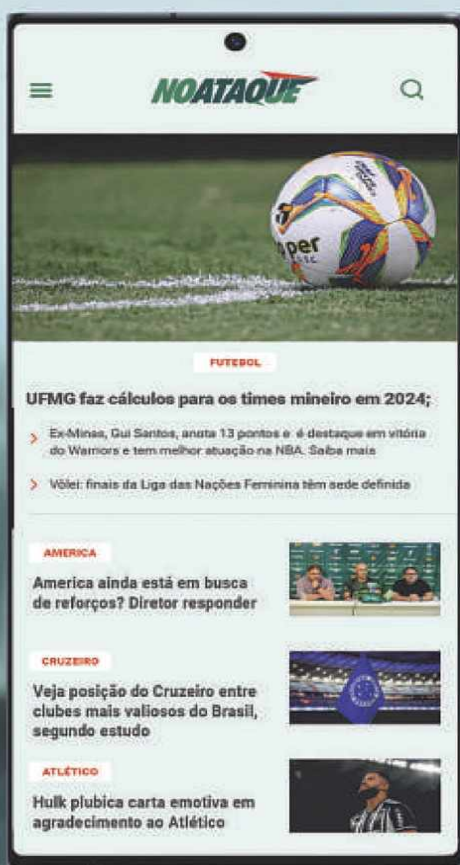 NOATAQUE
per
FUTEBOL
UFMG faz cálculos para os times mineiro em 2024;
Ex-Minas, Gui Santos, anota 13 pontos e é destaque em vitória
do Warriors e tem melhor atuação na NBA. Saiba mais
Vôlei: finais da Liga das Nações Feminina têm sede definida
AMERICA
America ainda está em busca
de reforços? Diretor responder
CRUZEIRO
Veja posição do Cruzeiro entre
clubes mais valiosos do Brasil,
segundo estudo
ATLÉTICO
Hulk plubica carta emotiva em
agradecimento ao Atlético